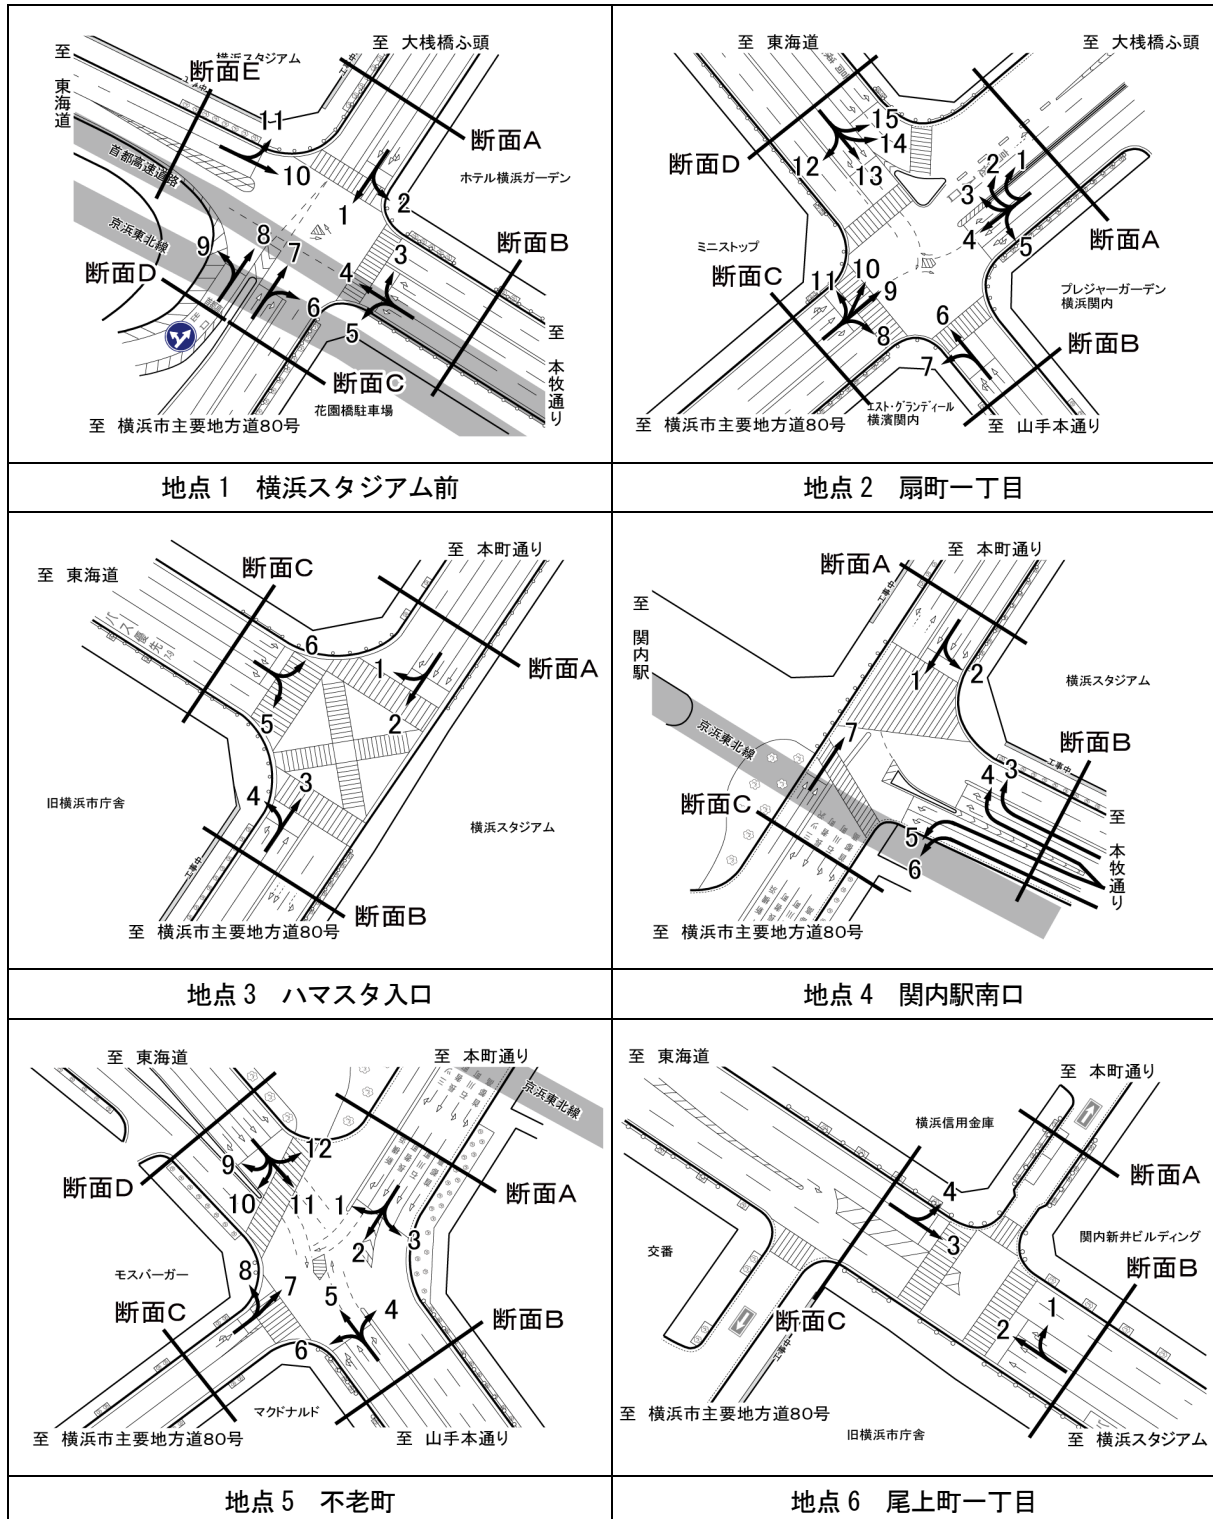 至 東海道
横浜スタジアム
断面E
至 大桟橋ふ頭
11
断面A
首都高速道路
10
ホテル横浜ガーデン
1
2
京浜東北線
9
8
7
3
断面B
断面D
4
6
5
至 本牧通り
断面C
花園橋駐車場
至 横浜市主要地方道80号
地点1 横浜スタジアム前
至 東海道
至 大桟橋ふ頭
15
14
断面D
12
13
2
1
3
4
5
断面A
ミニストップ
断面C
11
10
9
プレジャーガーデン
横浜関内
8
6
7
断面B
エスト・グランディール
横濱関内
至 横浜市主要地方道80号
至 山手本通り
地点2 扇町一丁目
至 本町通り
断面C
至 東海道
バス優先
6
1
断面A
5
2
旧横浜市庁舎
4
3
横浜スタジアム
工事中
断面B
至 横浜市主要地方道80号
地点3 ハマスタ入口
至 本町通り
断面A
工事中
至 関内駅
1
2
横浜スタジアム
京浜東北線
7
断面B
工事中
4
3
断面C
5
6
至 本牧通り
至 横浜市主要地方道80号
地点4 関内駅南口
至 東海道
至 本町通り
京浜東北線
12
9
断面D
10
11
1
断面A
2
3
モスバーガー
8
7
5
4
断面C
断面B
6
マクドナルド
至 横浜市主要地方道80号
至 山手本通り
地点5 不老町
至 東海道
至 本町通り
横浜信用金庫
断面A
4
3
関内新井ビルディング
交番
断面B
断面C
1
2
工事中
至 横浜市主要地方道80号
旧横浜市庁舎
至 横浜スタジアム
地点6 尾上町一丁目